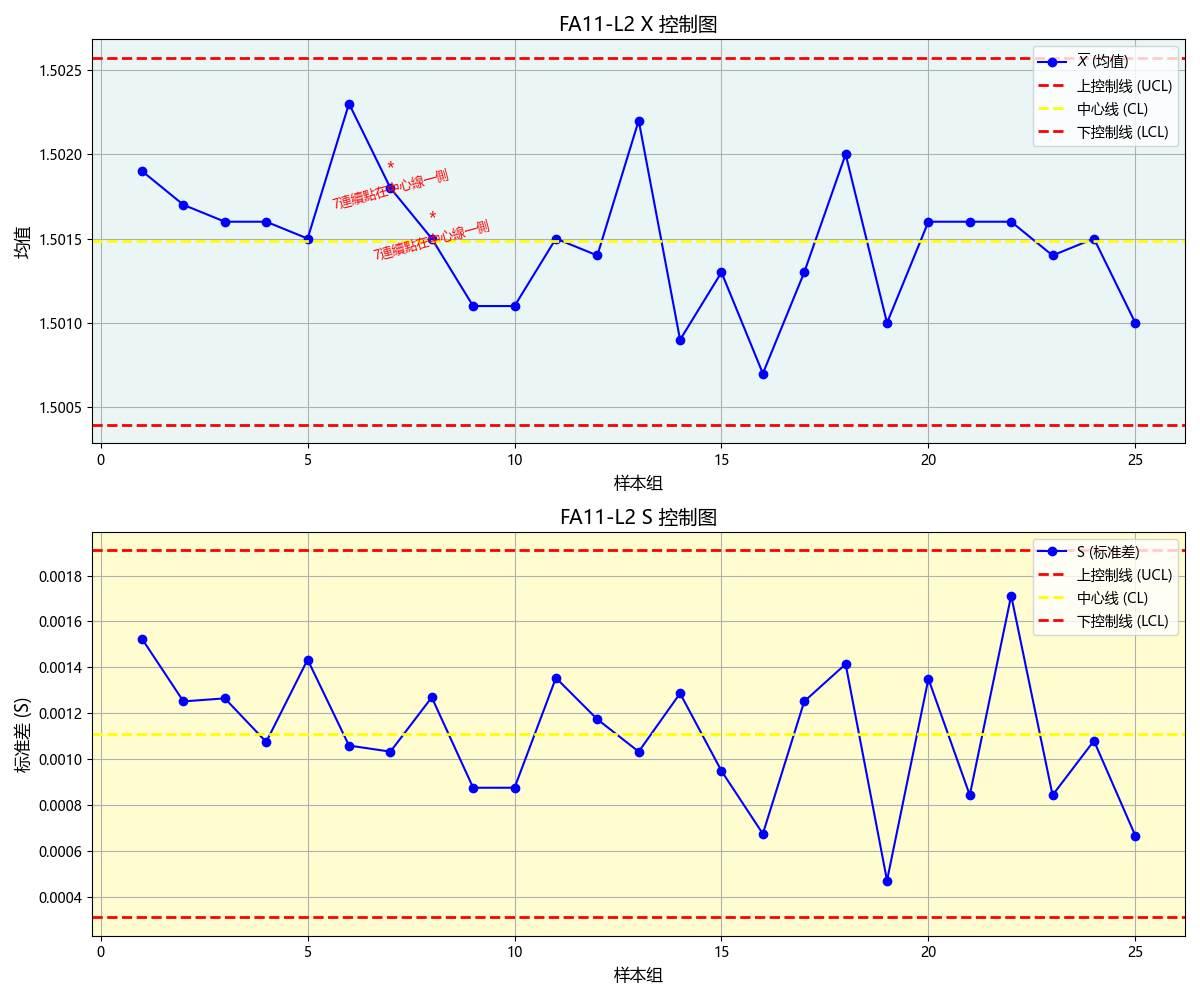 FA11-L2 X 控制图
X (均值)
上控制线 (UCL)
中心线 (CL)
下控制线 (LCL)
1.5025
1.5020
1.5015
1.5010
1.5005
均值
*
7連續點在中心線一側
*
7連續點在中心線一側
0 5 10 15 20 25
样本组
FA11-L2 S 控制图
S (标准差)
上控制线 (UCL)
中心线 (CL)
下控制线 (LCL)
0.0018
0.0016
0.0014
0.0012
0.0010
0.0008
0.0006
0.0004
标准差 (S)
0 5 10 15 20 25
样本组